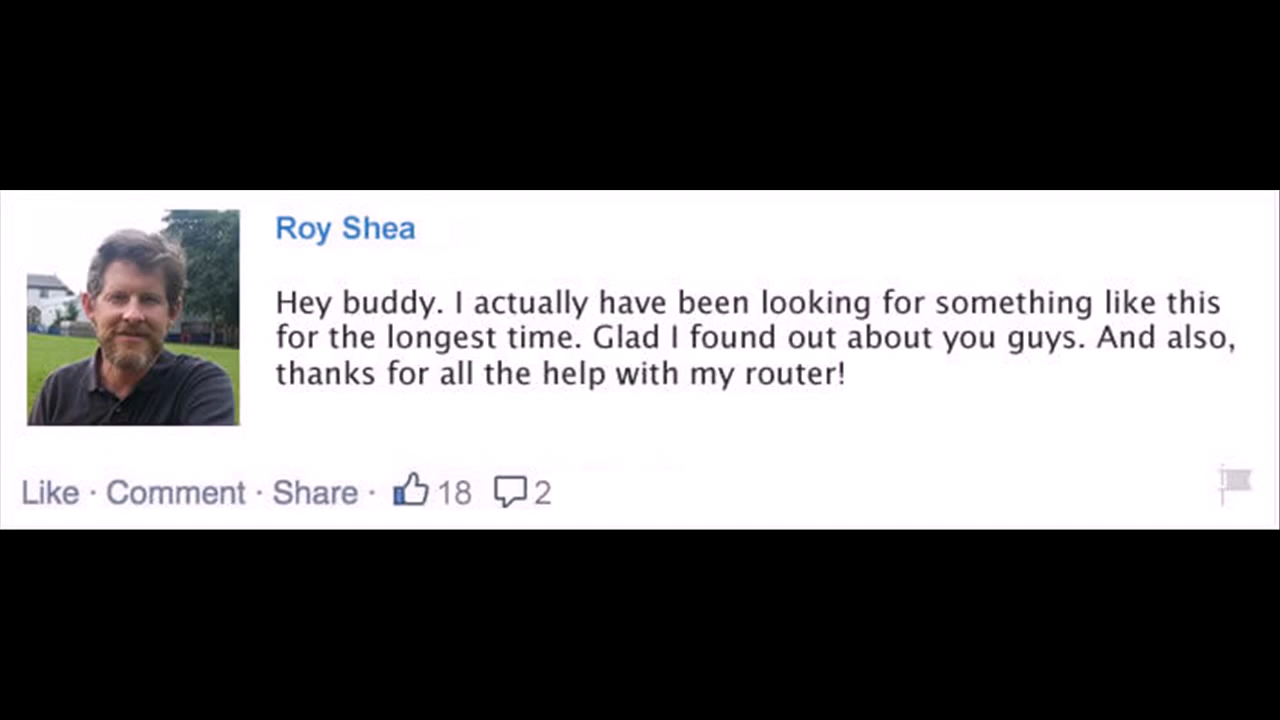 Roy Shea
Hey buddy. I actually have been looking for something like this
for the longest time. Glad I found out about you guys. And also,
thanks for all the help with my router!
Like · Comment · Share · 18 2